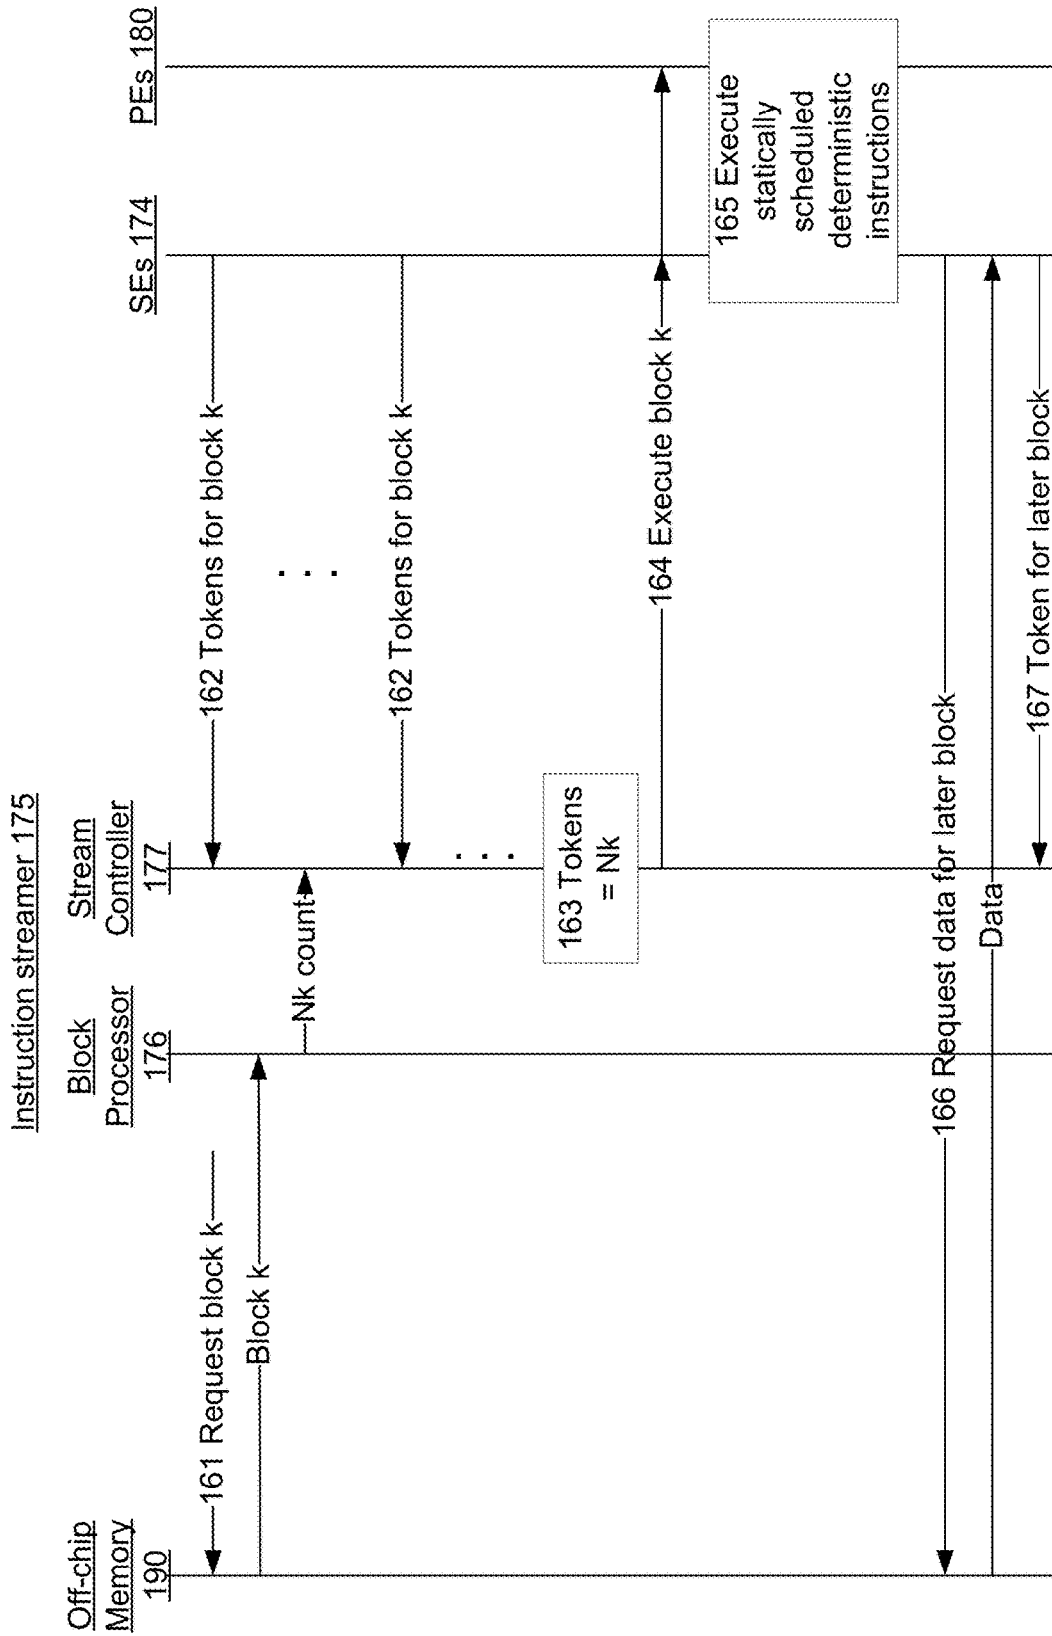 Instruction streamer 175
Off-chip
Memory
190
Block
Processor
176
Stream
Controller
177
SEs 174
PEs 180
161 Request block k
162 Tokens for block k
Block k
Nk count
. . .
162 Tokens for block k
. . .
163 Tokens
= Nk
164 Execute block k
165 Execute
statically
scheduled
deterministic
instructions
166 Request data for later block
Data
167 Token for later block